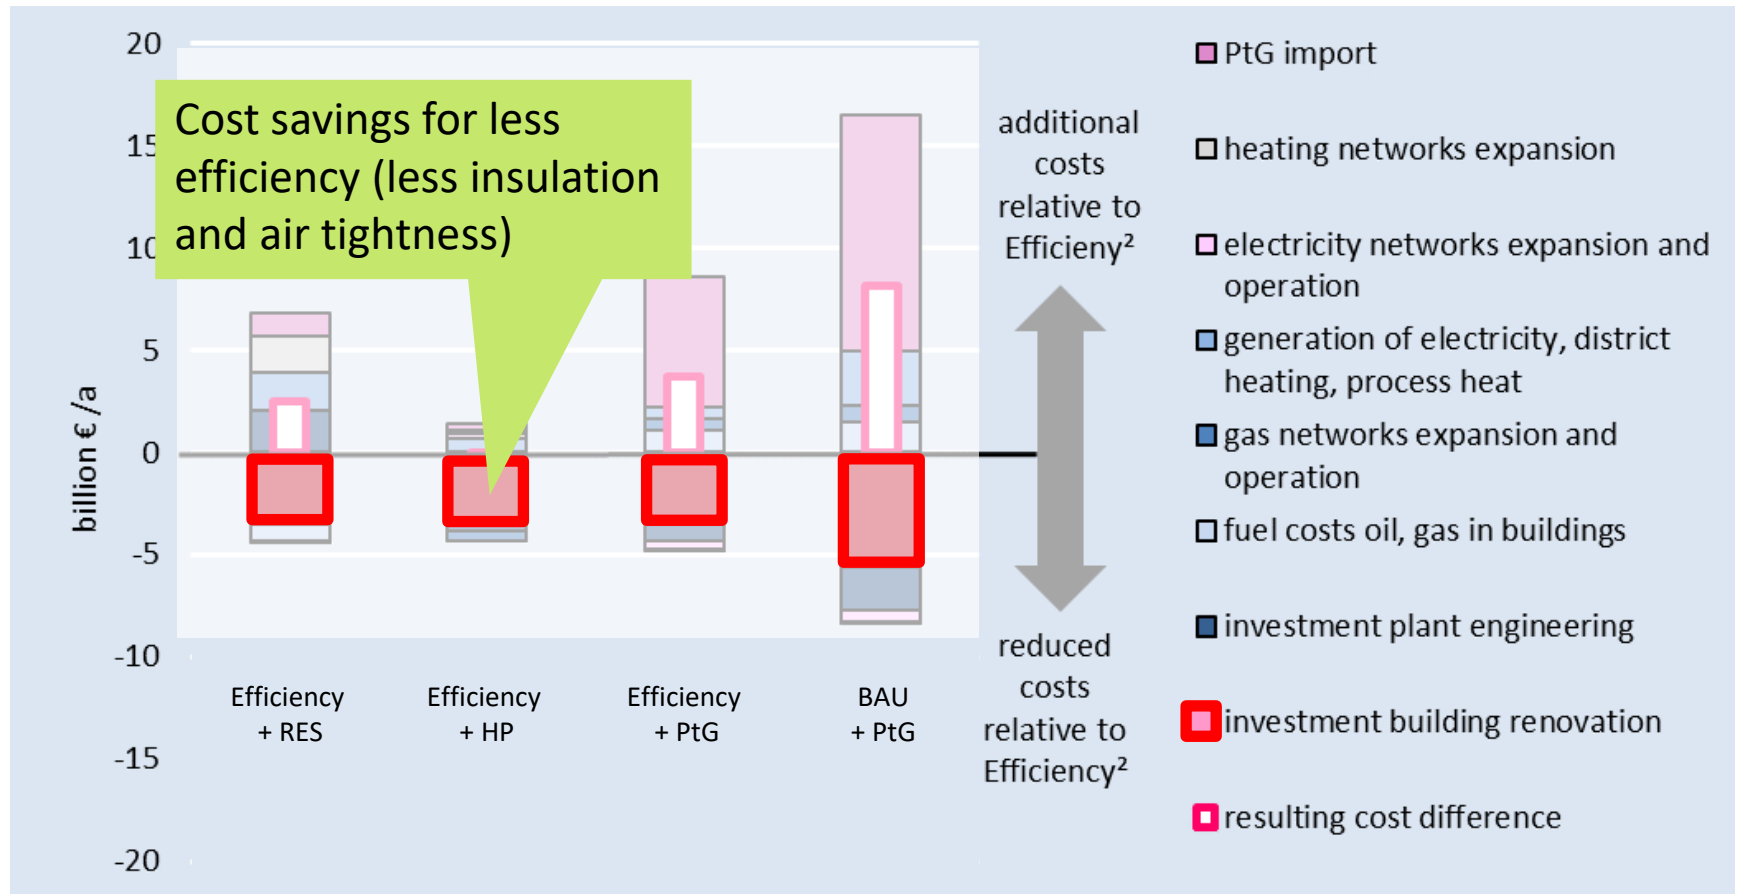 20
15
10
5
0
-5
-10
-15
-20
billion € /a
Cost savings for less
efficiency (less insulation
and air tightness)
Efficiency
+ RES
Efficiency
+ HP
Efficiency
+ PtG
BAU
+ PtG
additional
costs
relative to
Efficieny²
reduced
costs
relative to
Efficiency²
PtG import
heating networks expansion
electricity networks expansion and
operation
generation of electricity, district
heating, process heat
gas networks expansion and
operation
fuel costs oil, gas in buildings
investment plant engineering
investment building renovation
resulting cost difference